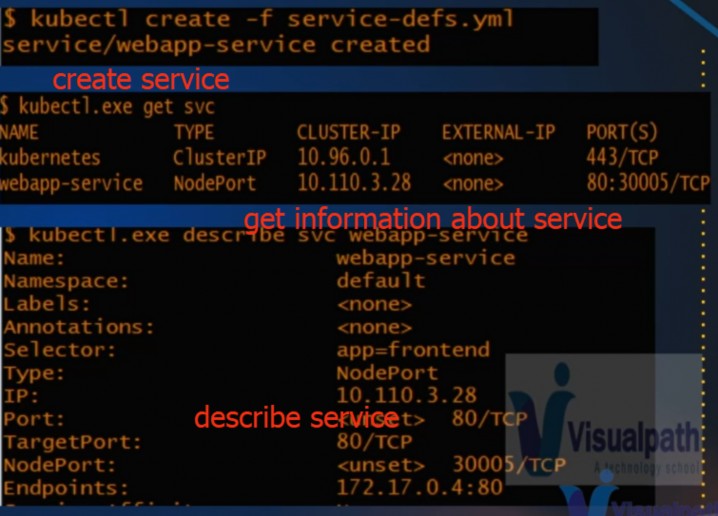 $ kubectl create -f service-defs.yml
service/webapp-service created
create service
$ kubectl.exe get svc
NAME TYPE CLUSTER-IP EXTERNAL-IP PORT(S)
kubernetes ClusterIP 10.96.0.1 <none> 443/TCP
webapp-service NodePort 10.110.3.28 <none> 80:30005/TCP
get information about service
$ kubectl.exe describe svc webapp-service
Name: webapp-service
Namespace: default
Labels: <none>
Annotations: <none>
Selector: app=frontend
Type: NodePort
IP: 10.110.3.28
Port: <unset> 80/TCP
describe service
TargetPort: 80/TCP
NodePort: <unset> 30005/TCP
Endpoints: 172.17.0.4:80
Visualpath
A technology school